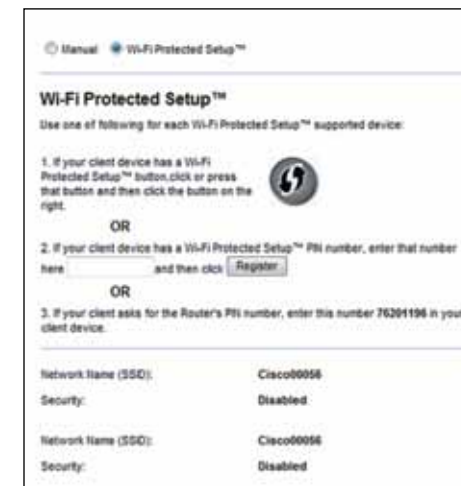 Manual Wi-Fi Protected Setup™
Wi-Fi Protected Setup™
Use one of following for each Wi-Fi Protected Setup™ supported device:
1. If your client device has a Wi-Fi
Protected Setup™ button,click or press
that button and then click the button on the
right.
OR
2. If your client device has a Wi-Fi Protected Setup™ PIN number, enter that number
here and then click Register
OR
3. If your client asks for the Router's PIN number, enter this number 76201196 in your
client device.
Network Name (SSID): Cisco00056
Security: Disabled
Network Name (SSID): Cisco00056
Security: Disabled